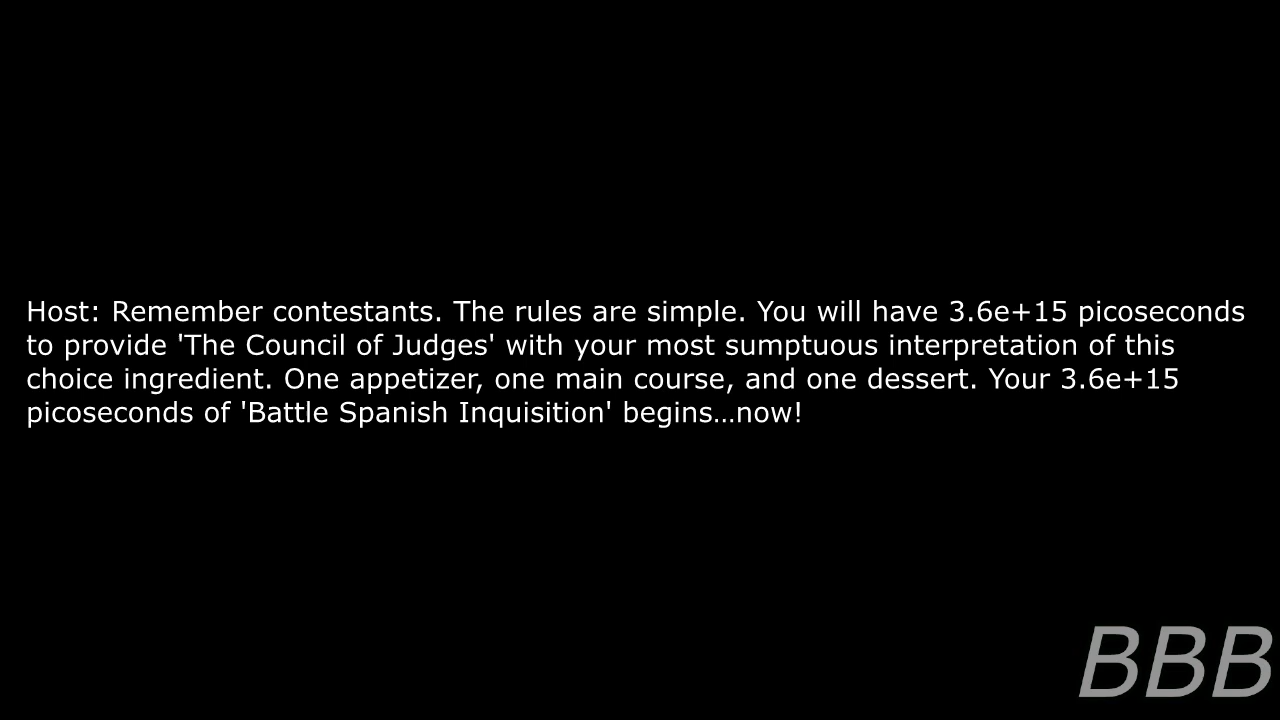 Host: Remember contestants. The rules are simple. You will have 3.6e+15 picoseconds
to provide 'The Council of Judges' with your most sumptuous interpretation of this
choice ingredient. One appetizer, one main course, and one dessert. Your 3.6e+15
picoseconds of 'Battle Spanish Inquisition' begins…now!
BBB